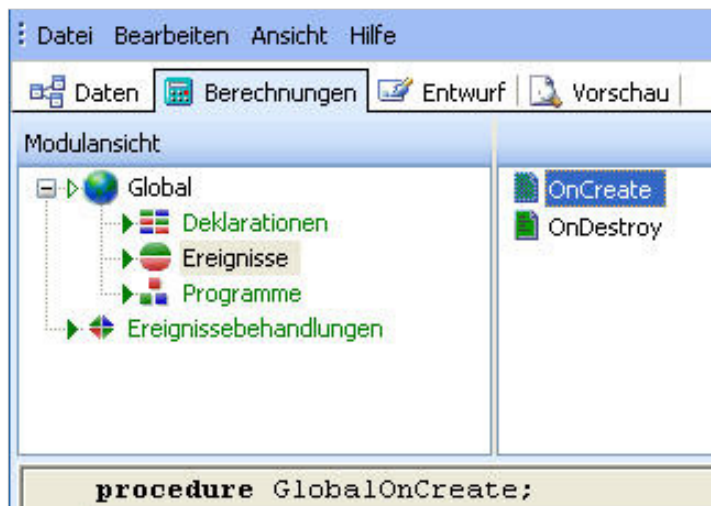 Datei Bearbeiten Ansicht Hilfe
Daten Berechnungen Entwurf Vorschau
Modulansicht
Global
Deklarationen
Ereignisse
Programme
Ereignissebehandlungen
OnCreate
OnDestroy
procedure GlobalOnCreate;